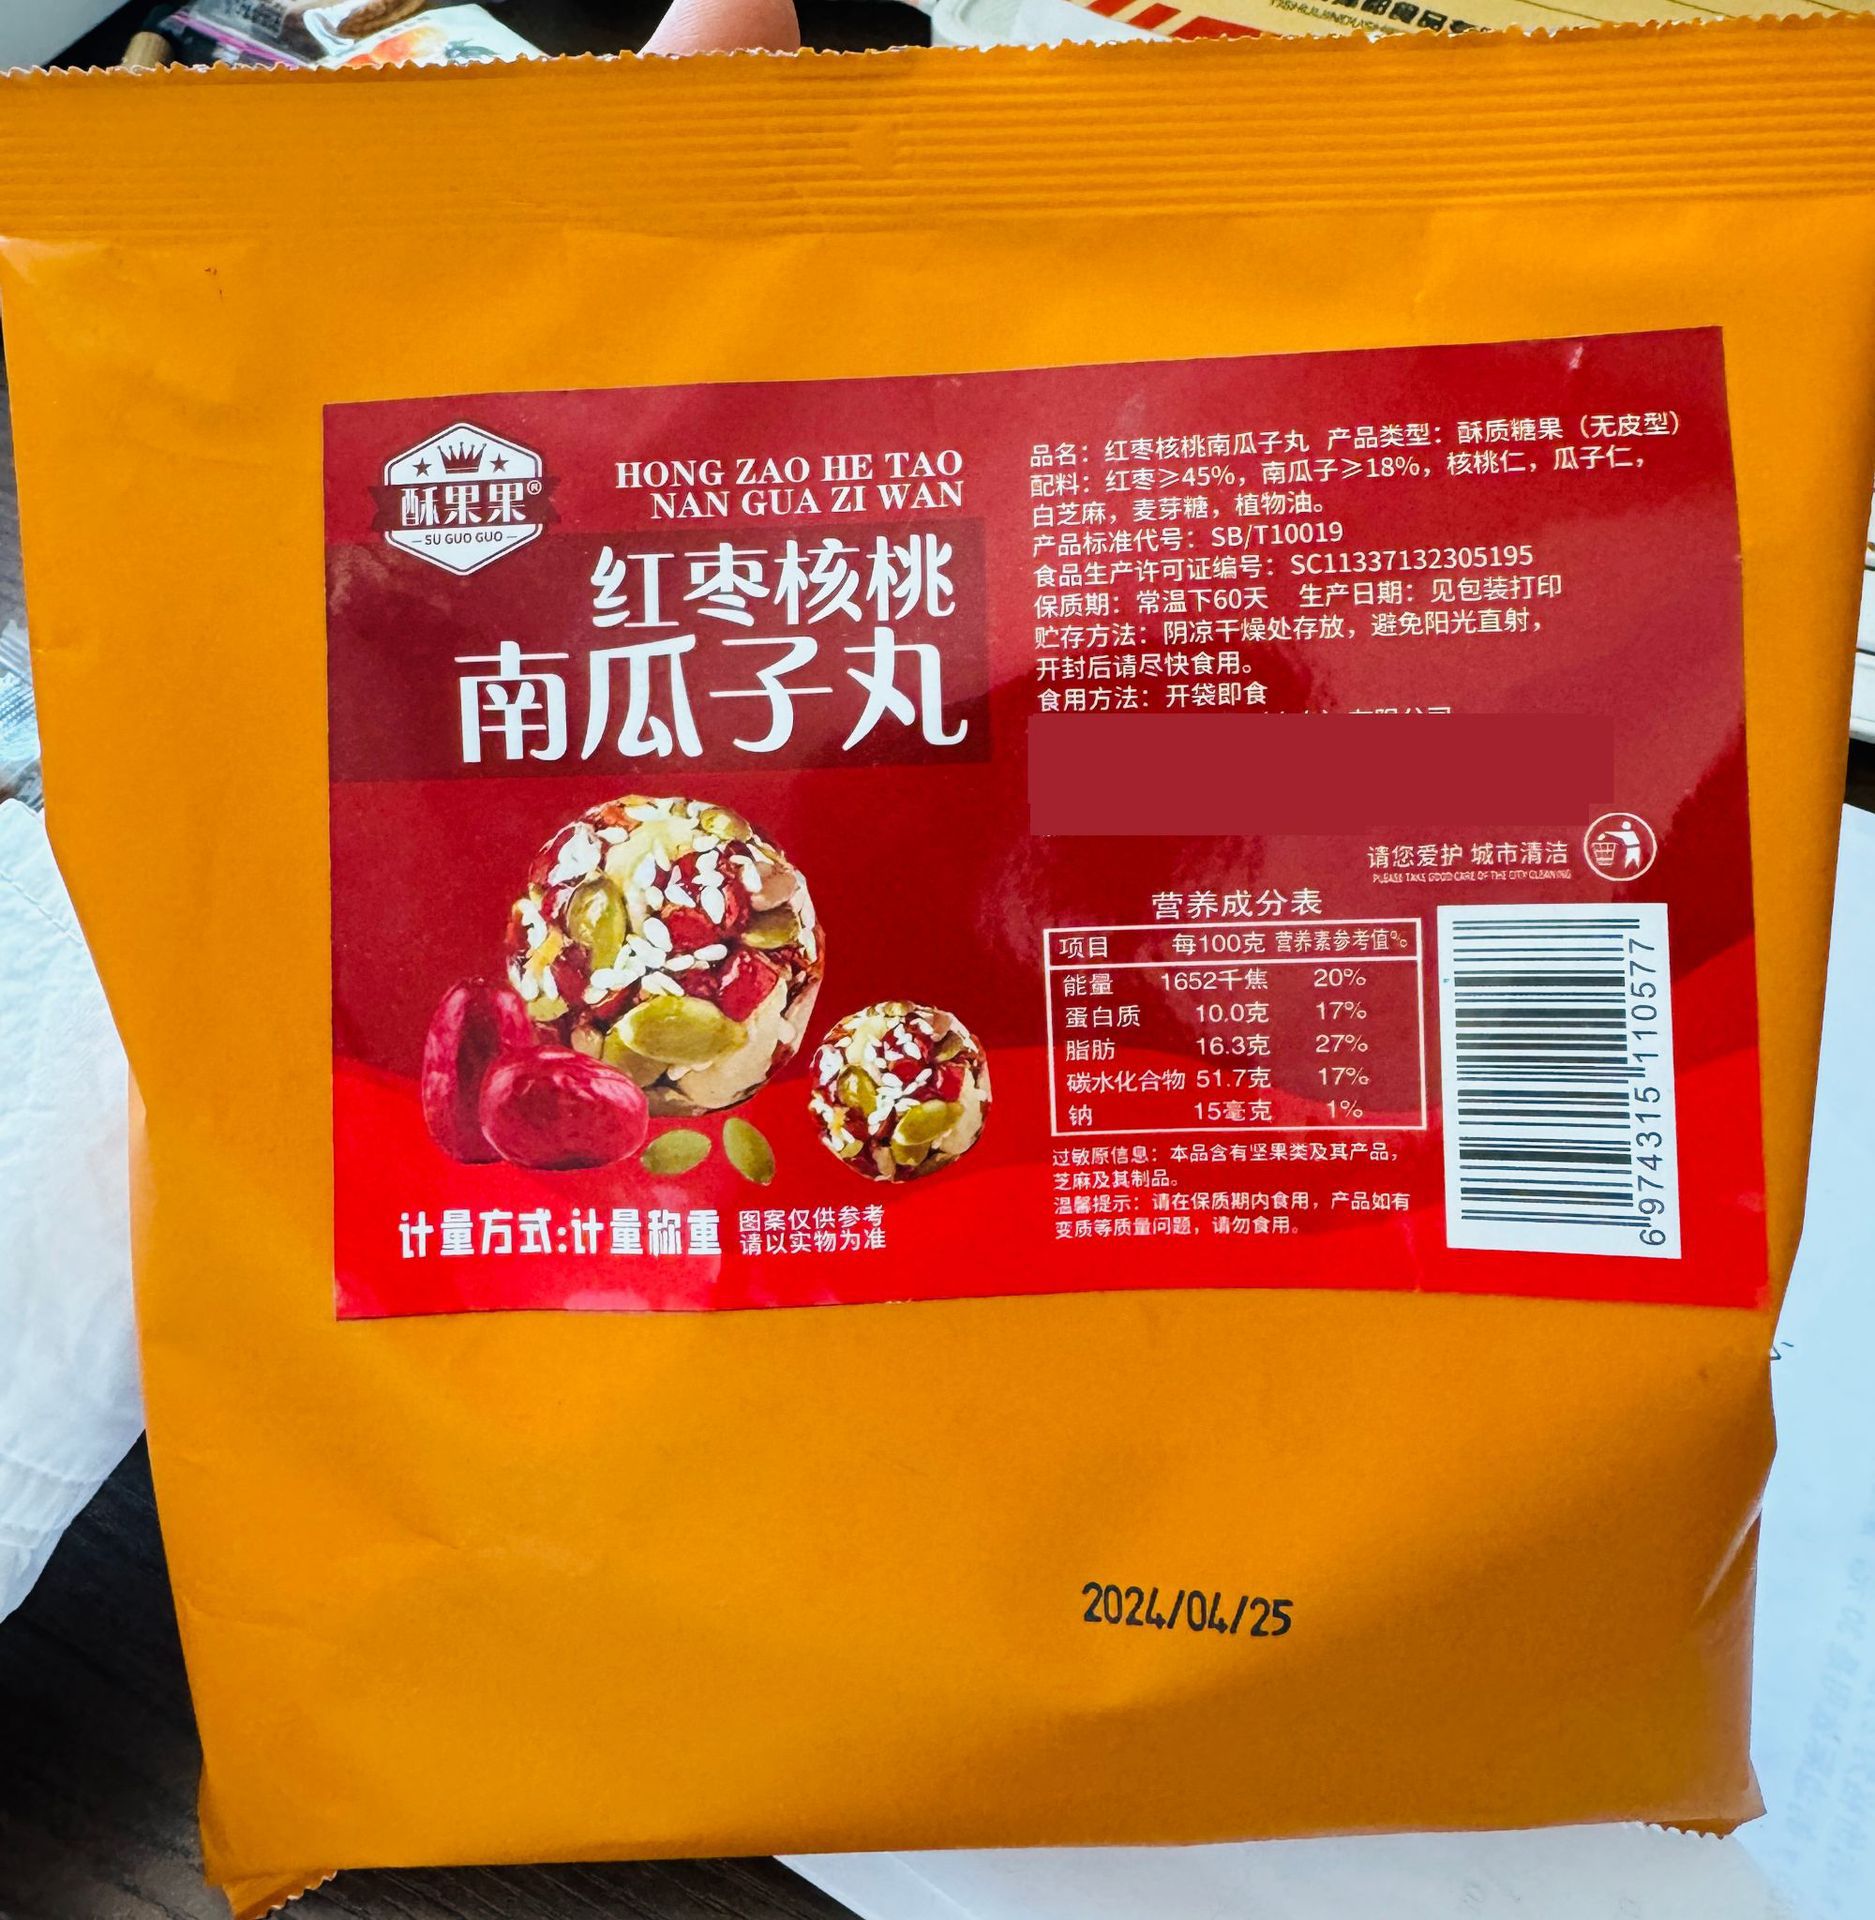 酥果果®
SU GUO GUO
HONG ZAO HE TAO
NAN GUA ZI WAN
红枣核桃
南瓜子丸
计量方式:计量称重
图案仅供参考
请以实物为准
品名：红枣核桃南瓜子丸 产品类型：酥质糖果（无皮型）
配料：红枣≥45%，南瓜子≥18%，核桃仁，瓜子仁，
白芝麻，麦芽糖，植物油。
产品标准代号：SB/T10019
食品生产许可证编号：SC11337132305195
保质期：常温下60天 生产日期：见包装打印
贮存方法：阴凉干燥处存放，避免阳光直射，
开封后请尽快食用。
食用方法：开袋即食
请您爱护 城市清洁
PLEASE TAKE GOOD CARE OF THE CITY CLEANING
营养成分表
项目 每100克 营养素参考值%
能量 1652千焦 20%
蛋白质 10.0克 17%
脂肪 16.3克 27%
碳水化合物 51.7克 17%
钠 15毫克 1%
过敏原信息：本品含有坚果类及其产品，
芝麻及其制品。
温馨提示：请在保质期内食用，产品如有
变质等质量问题，请勿食用。
6974315110577
2024/04/25